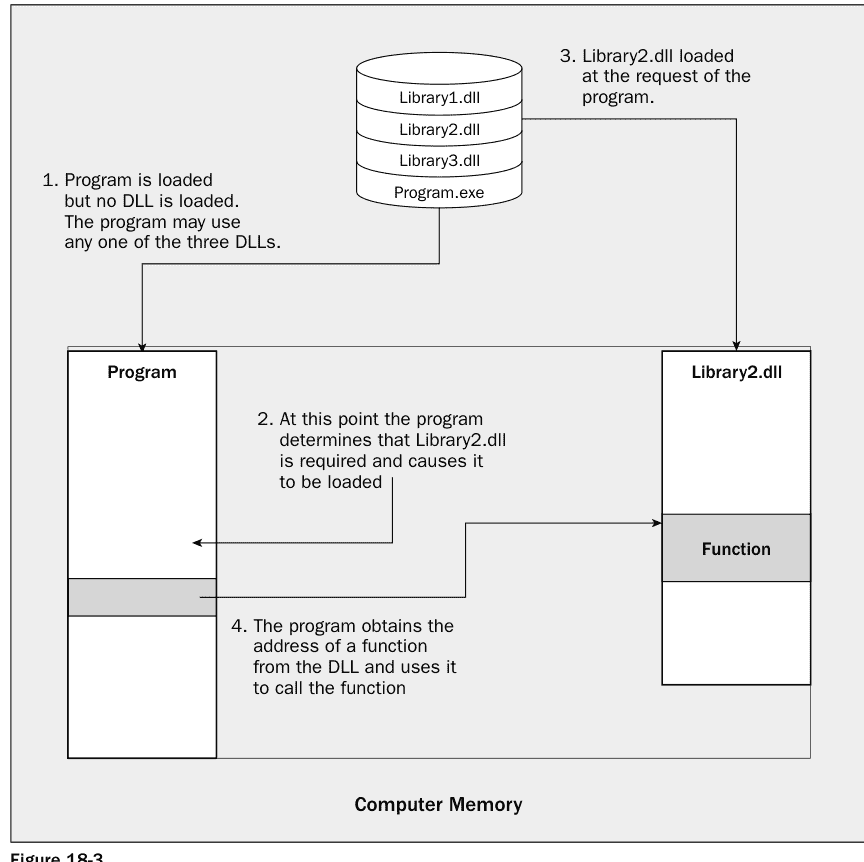 3. Library2.dll loaded
at the request of the
program.
Library1.dll
Library2.dll
Library3.dll
Program.exe
1. Program is loaded
but no DLL is loaded.
The program may use
any one of the three DLLs.
Program
Library2.dll
2. At this point the program
determines that Library2.dll
is required and causes it
to be loaded
Function
4. The program obtains the
address of a function
from the DLL and uses it
to call the function
Computer Memory
Figure 18-3